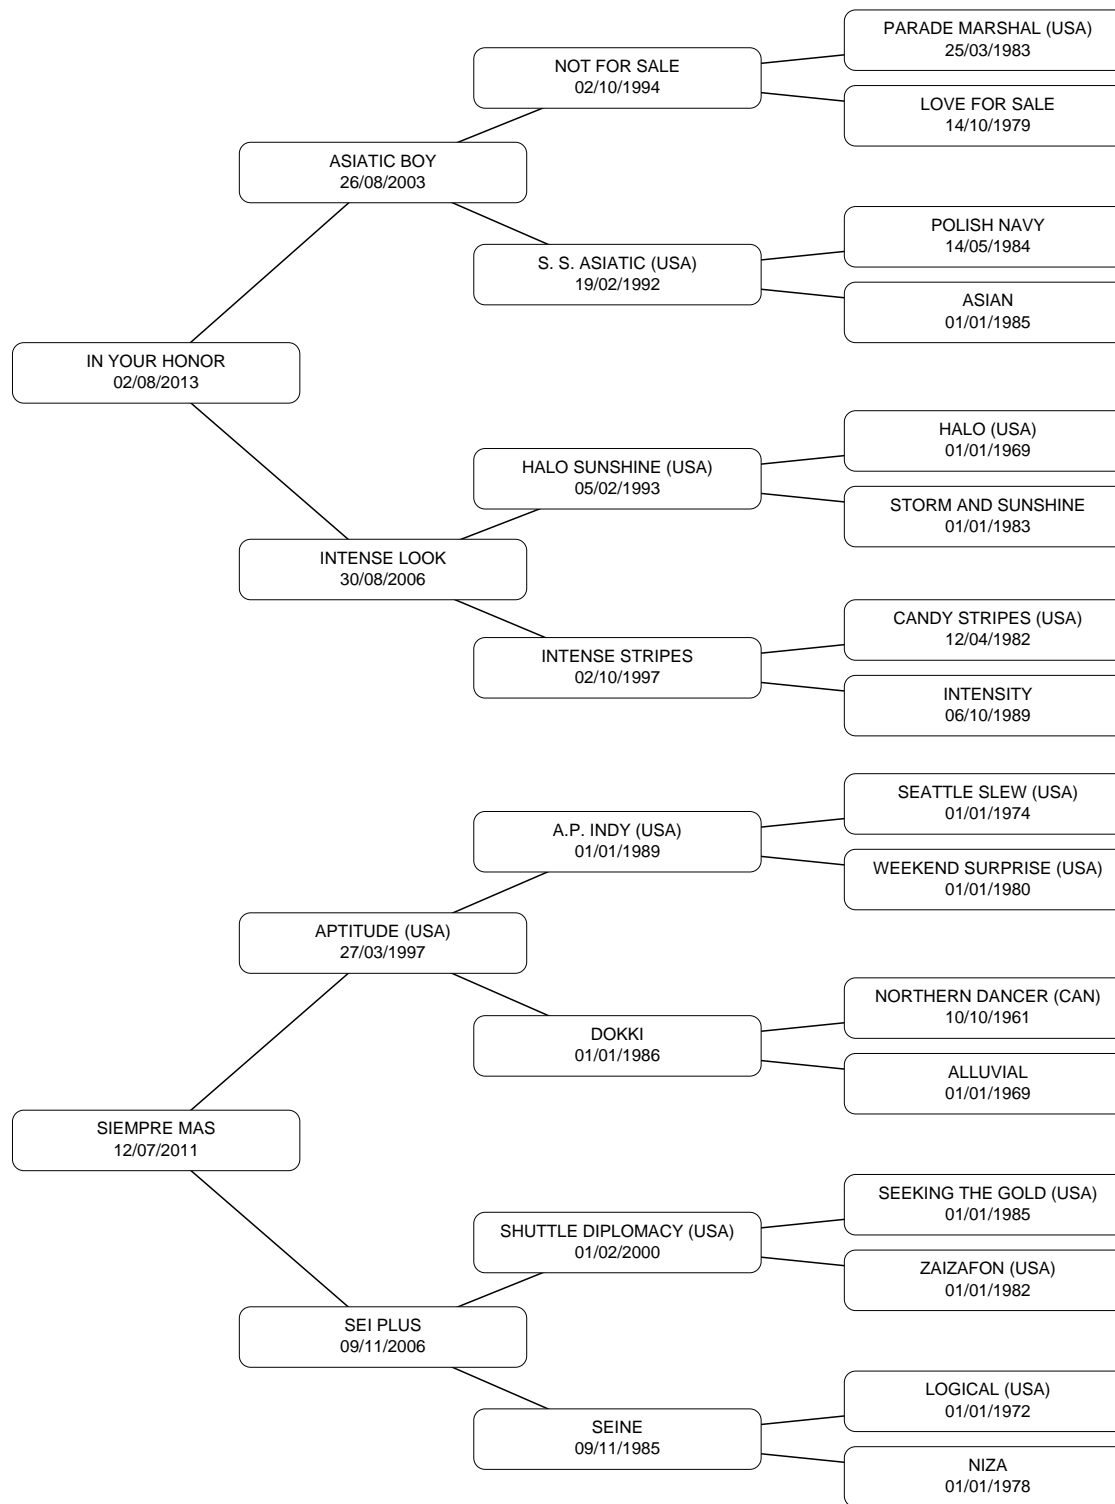 PARADE MARSHAL (USA)
25/03/1983
NOT FOR SALE
02/10/1994
LOVE FOR SALE
14/10/1979
ASIATIC BOY
26/08/2003
POLISH NAVY
14/05/1984
S. S. ASIATIC (USA)
19/02/1992
ASIAN
01/01/1985
IN YOUR HONOR
02/08/2013
HALO (USA)
01/01/1969
HALO SUNSHINE (USA)
05/02/1993
STORM AND SUNSHINE
01/01/1983
INTENSE LOOK
30/08/2006
CANDY STRIPES (USA)
12/04/1982
INTENSE STRIPES
02/10/1997
INTENSITY
06/10/1989
SEATTLE SLEW (USA)
01/01/1974
A.P. INDY (USA)
01/01/1989
WEEKEND SURPRISE (USA)
01/01/1980
APTITUDE (USA)
27/03/1997
NORTHERN DANCER (CAN)
10/10/1961
DOKKI
01/01/1986
ALLUVIAL
01/01/1969
SIEMPRE MAS
12/07/2011
SEEKING THE GOLD (USA)
01/01/1985
SHUTTLE DIPLOMACY (USA)
01/02/2000
ZAIZAFON (USA)
01/01/1982
SEI PLUS
09/11/2006
LOGICAL (USA)
01/01/1972
SEINE
09/11/1985
NIZA
01/01/1978